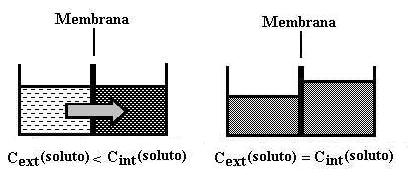 Membrana
Membrana
Cext(soluto) < Cint(soluto)
Cext(soluto) = Cint(soluto)